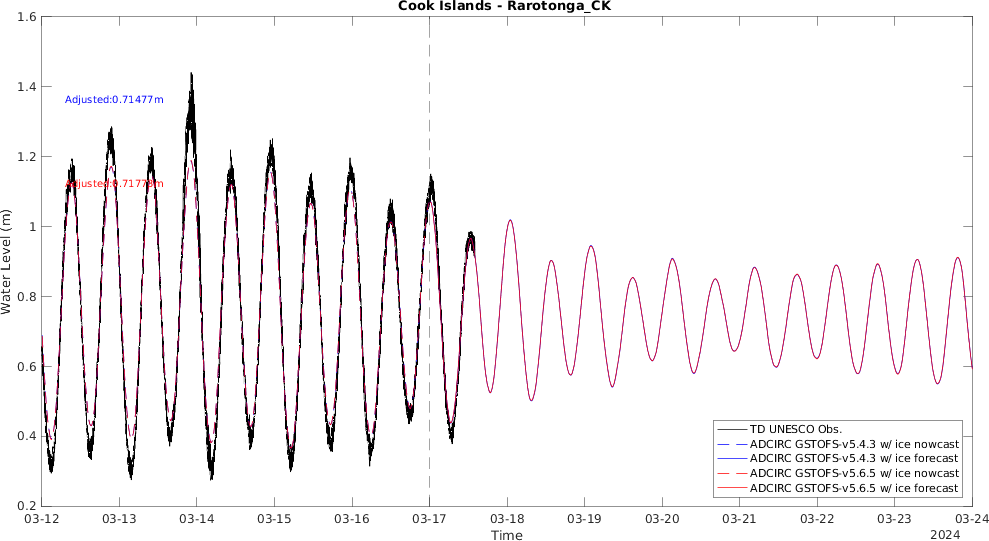 Cook Islands - Rarotonga_CK
Water Level (m)
1.6
1.4
1.2
1
0.8
0.6
0.4
0.2
Adjusted:0.71477m
Adjusted:0.71778m
TD UNESCO Obs.
ADCIRC GSTOFS-v5.4.3 w/ ice nowcast
ADCIRC GSTOFS-v5.4.3 w/ ice forecast
ADCIRC GSTOFS-v5.6.5 w/ ice nowcast
ADCIRC GSTOFS-v5.6.5 w/ ice forecast
03-12 03-13 03-14 03-15 03-16 03-17 03-18 03-19 03-20 03-21 03-22 03-23 03-24
Time
2024